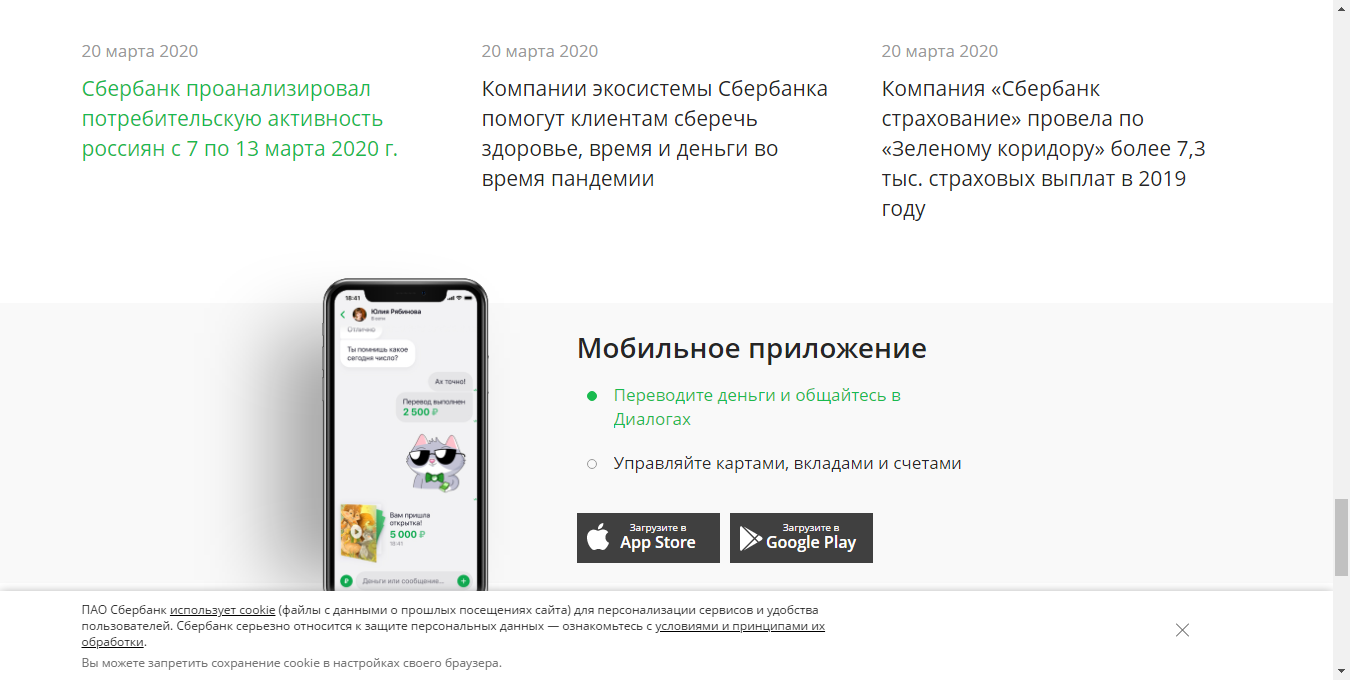 20 марта 2020
Сбербанк проанализировал
потребительскую активность
россиян с 7 по 13 марта 2020 г.
20 марта 2020
Компании экосистемы Сбербанка
помогут клиентам сберечь
здоровье, время и деньги во
время пандемии
20 марта 2020
Компания «Сбербанк
страхование» провела по
«Зеленому коридору» более 7,3
тыс. страховых выплат в 2019
году
18:41
Юлия Рябинова
Отлично
Ты помнишь какое
сегодня число?
Ах точно!
Перевод выполнен
2 500 ₽
Вам пришла
открытка!
5 000 ₽
18:41
Деньги или сообщение...
Мобильное приложение
Переводите деньги и общайтесь в
Диалогах
Управляйте картами, вкладами и счетами
Загрузите в
App Store
Загрузите в
Google Play
ПАО Сбербанк использует cookie (файлы с данными о прошлых посещениях сайта) для персонализации сервисов и удобства
пользователей. Сбербанк серьезно относится к защите персональных данных — ознакомьтесь с условиями и принципами их
обработки.
Вы можете запретить сохранение cookie в настройках своего браузера.